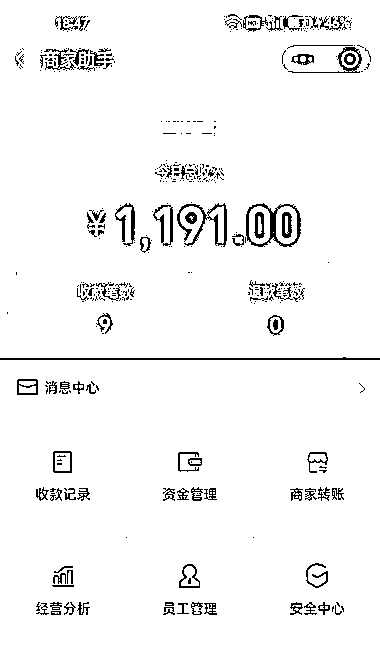 18:47
商家助手
今日总收入
¥1,191.00
收款笔数
退款笔数
9
0
消息中心
收款记录
资金管理
商家转账
经营分析
员工管理
安全中心